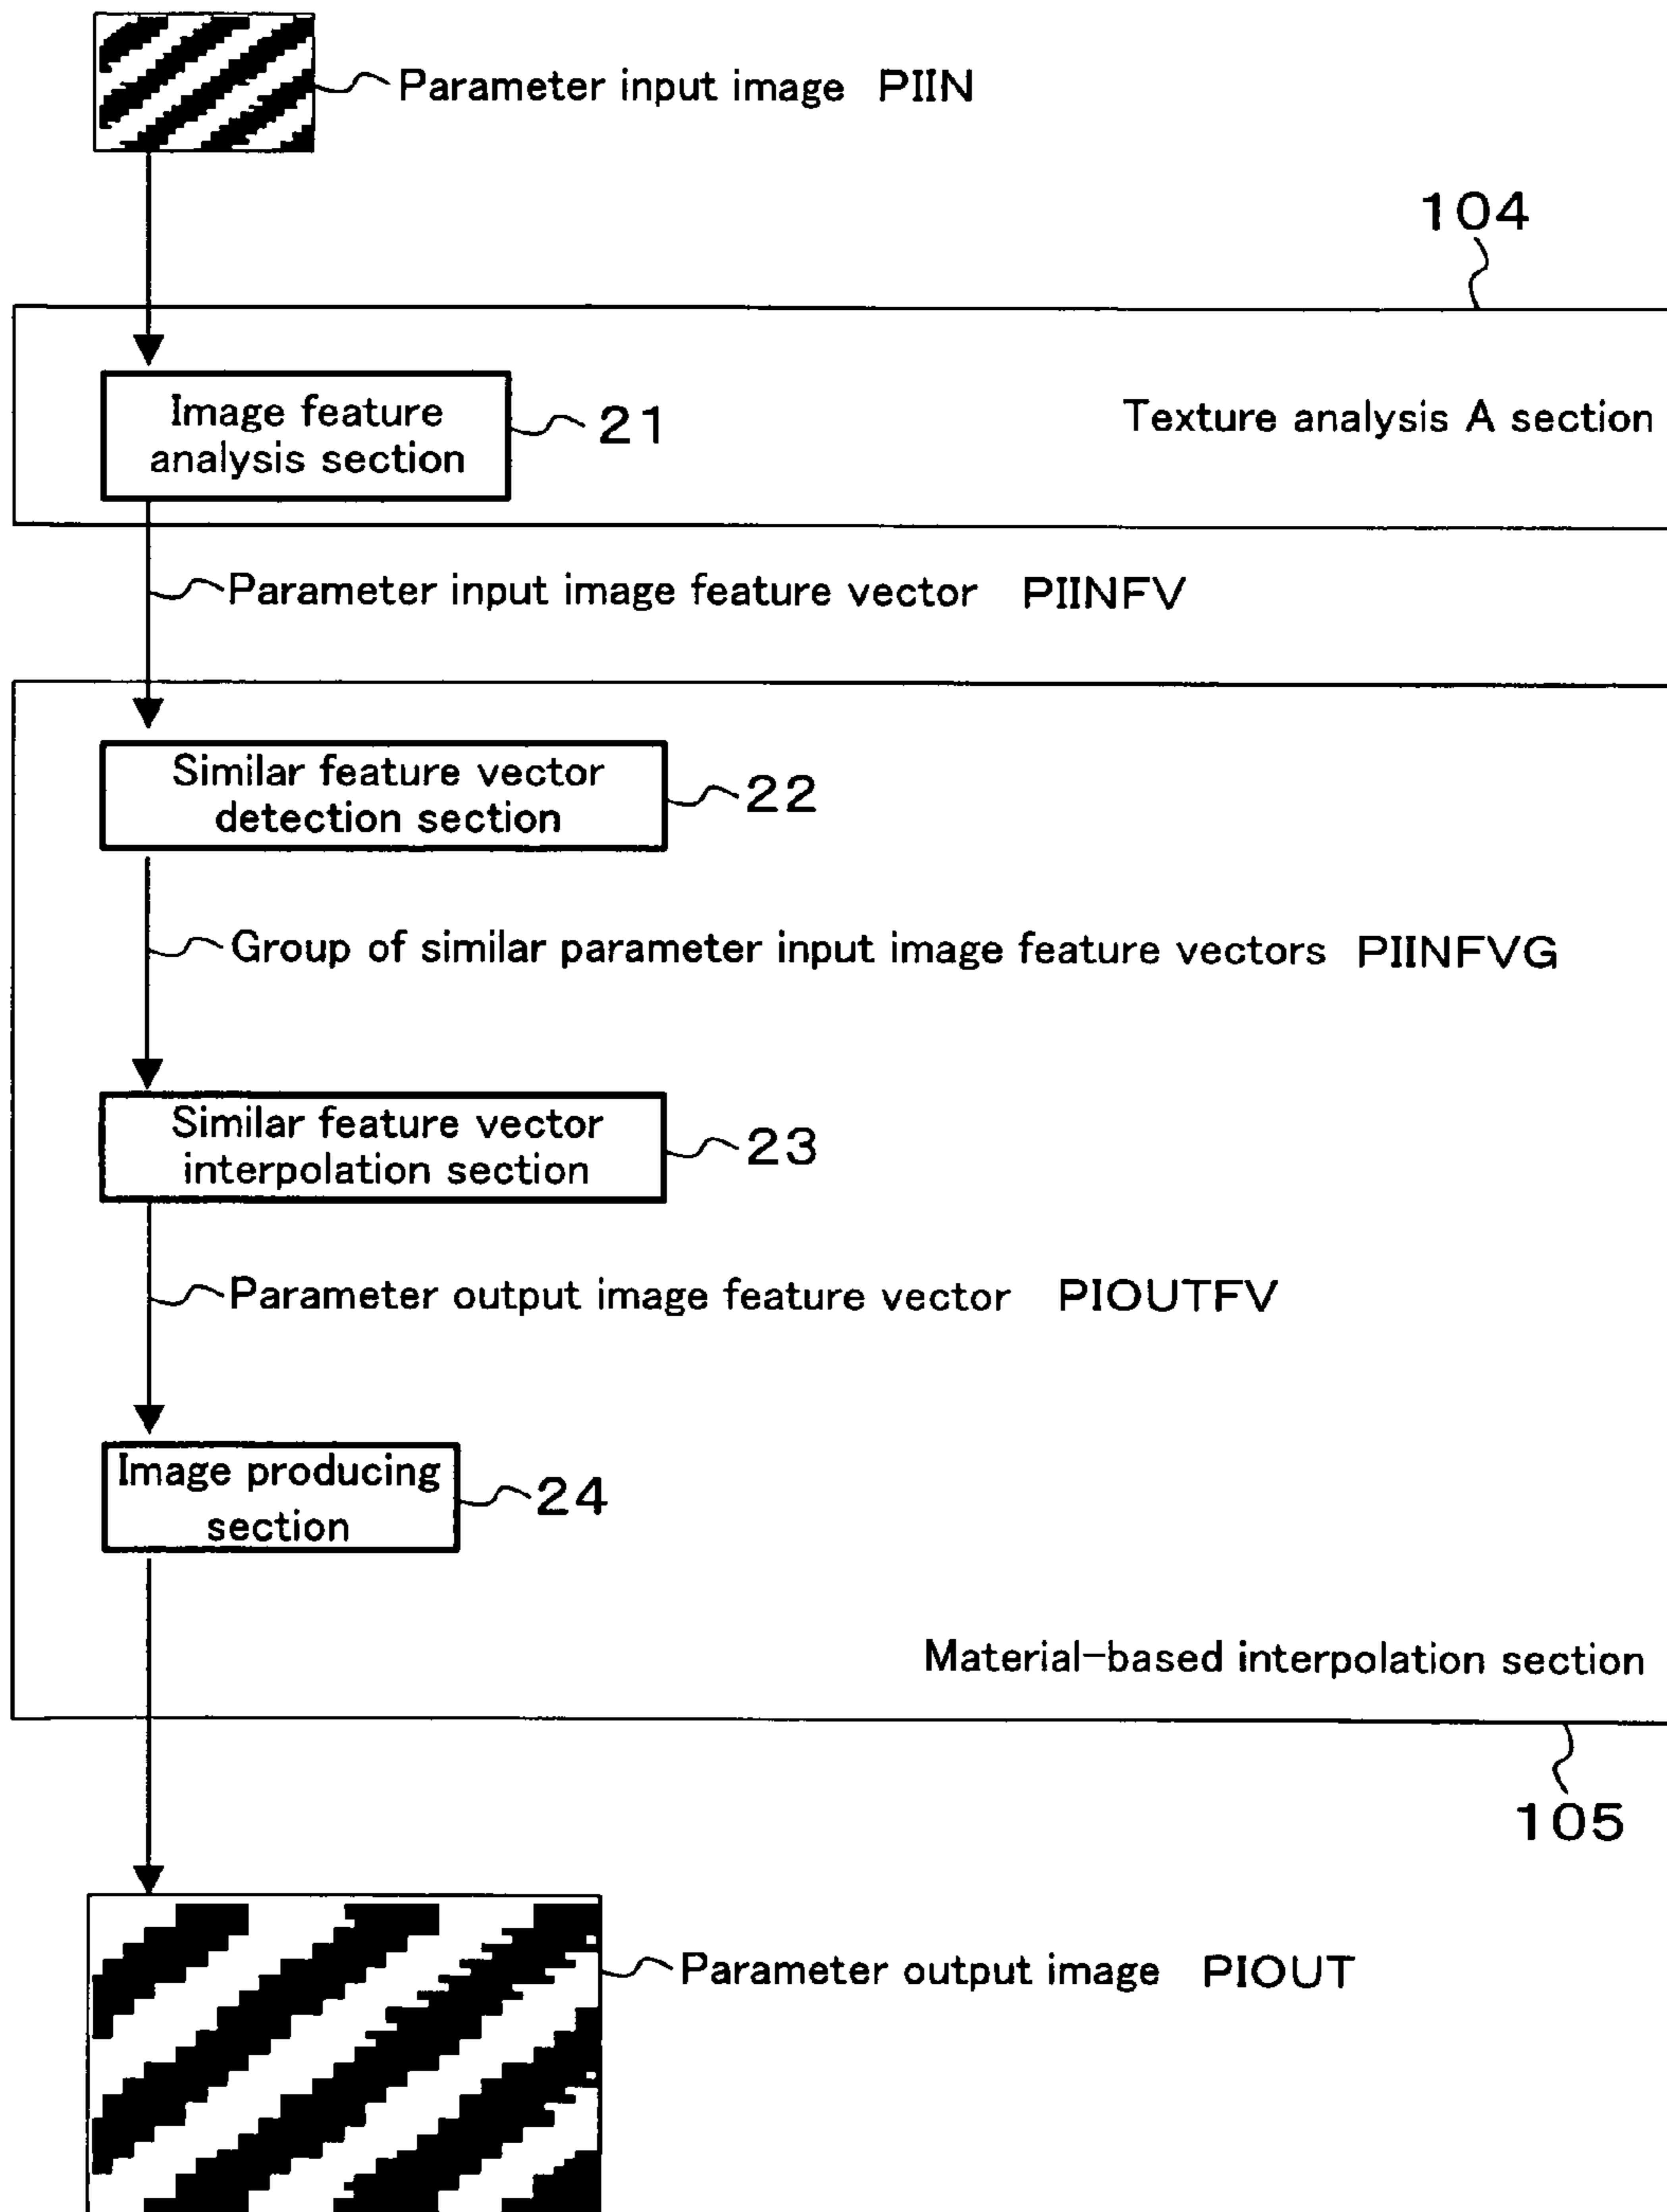 Parameter input image PIIN
104
Image feature
analysis section
21
Texture analysis A section
Parameter input image feature vector PIINFV
Similar feature vector
detection section
22
Group of similar parameter input image feature vectors PIINFVG
Similar feature vector
interpolation section
23
Parameter output image feature vector PIOUTFV
Image producing
section
24
Material-based interpolation section
105
Parameter output image PIOUT